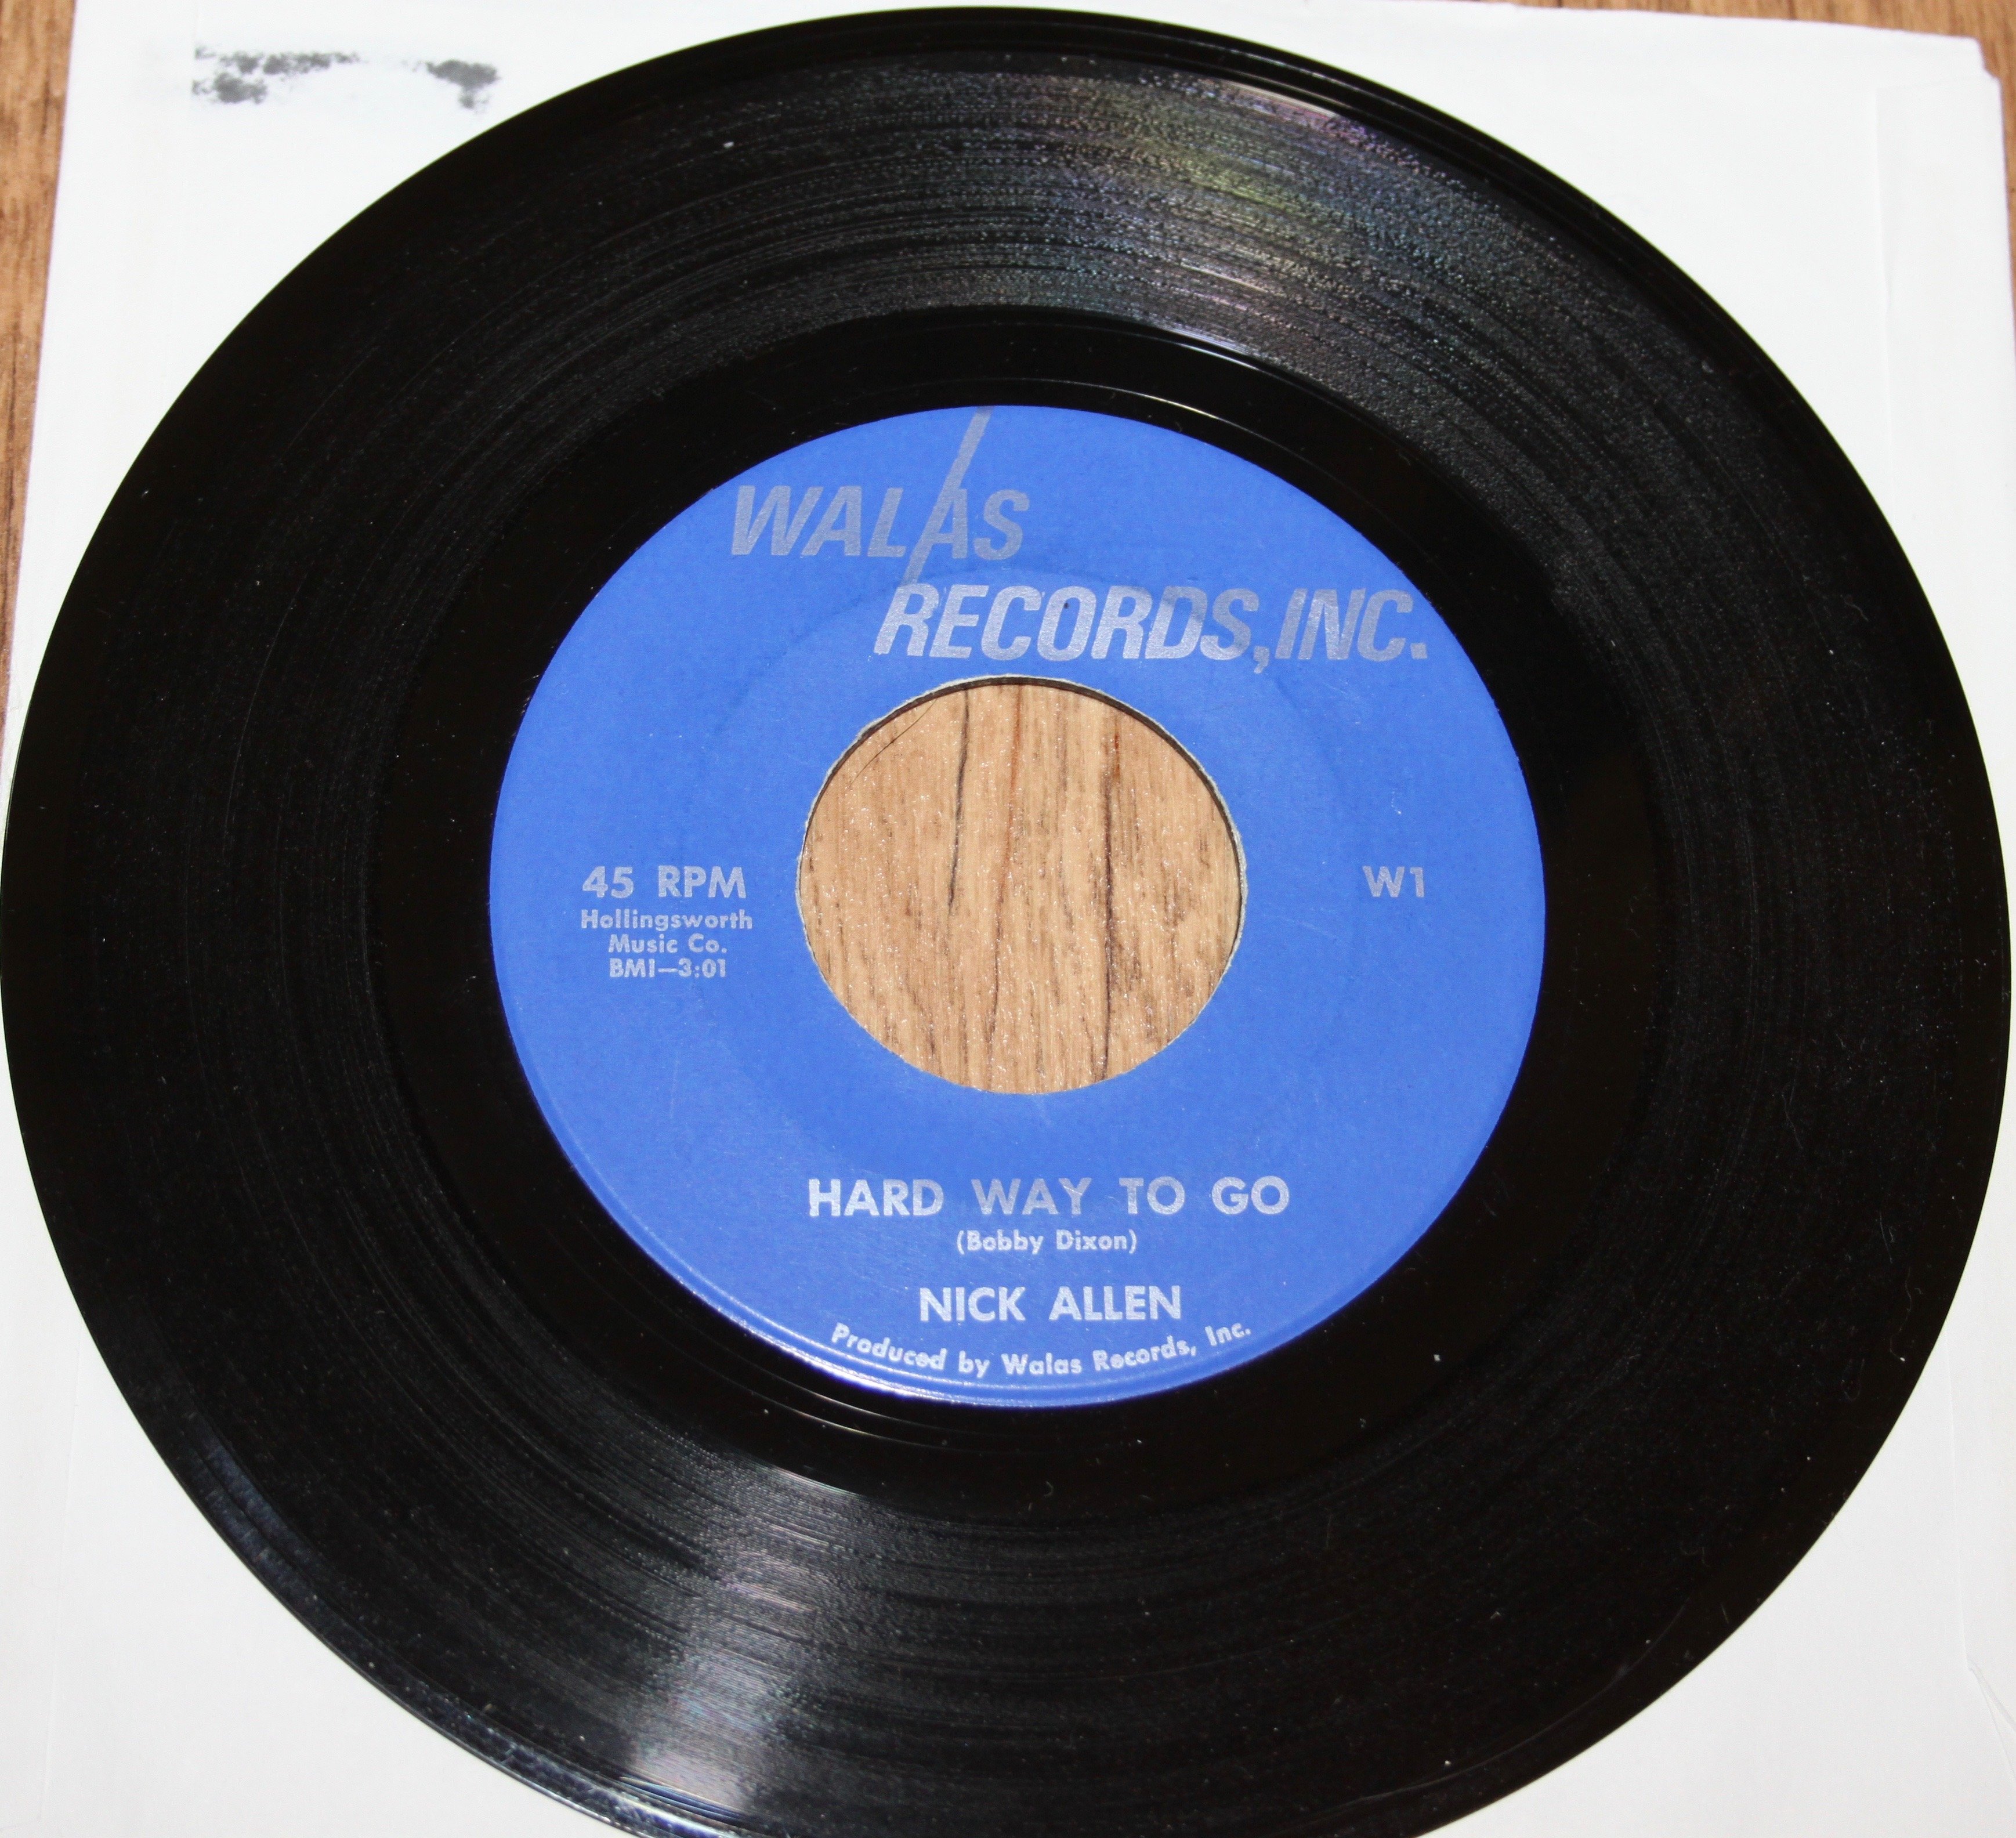 WALAS
RECORDS, INC.
45 RPM
Hollingsworth
Music Co.
BMI—3:01
W1
HARD WAY TO GO
(Bobby Dixon)
NICK ALLEN
Produced by Walas Records, Inc.